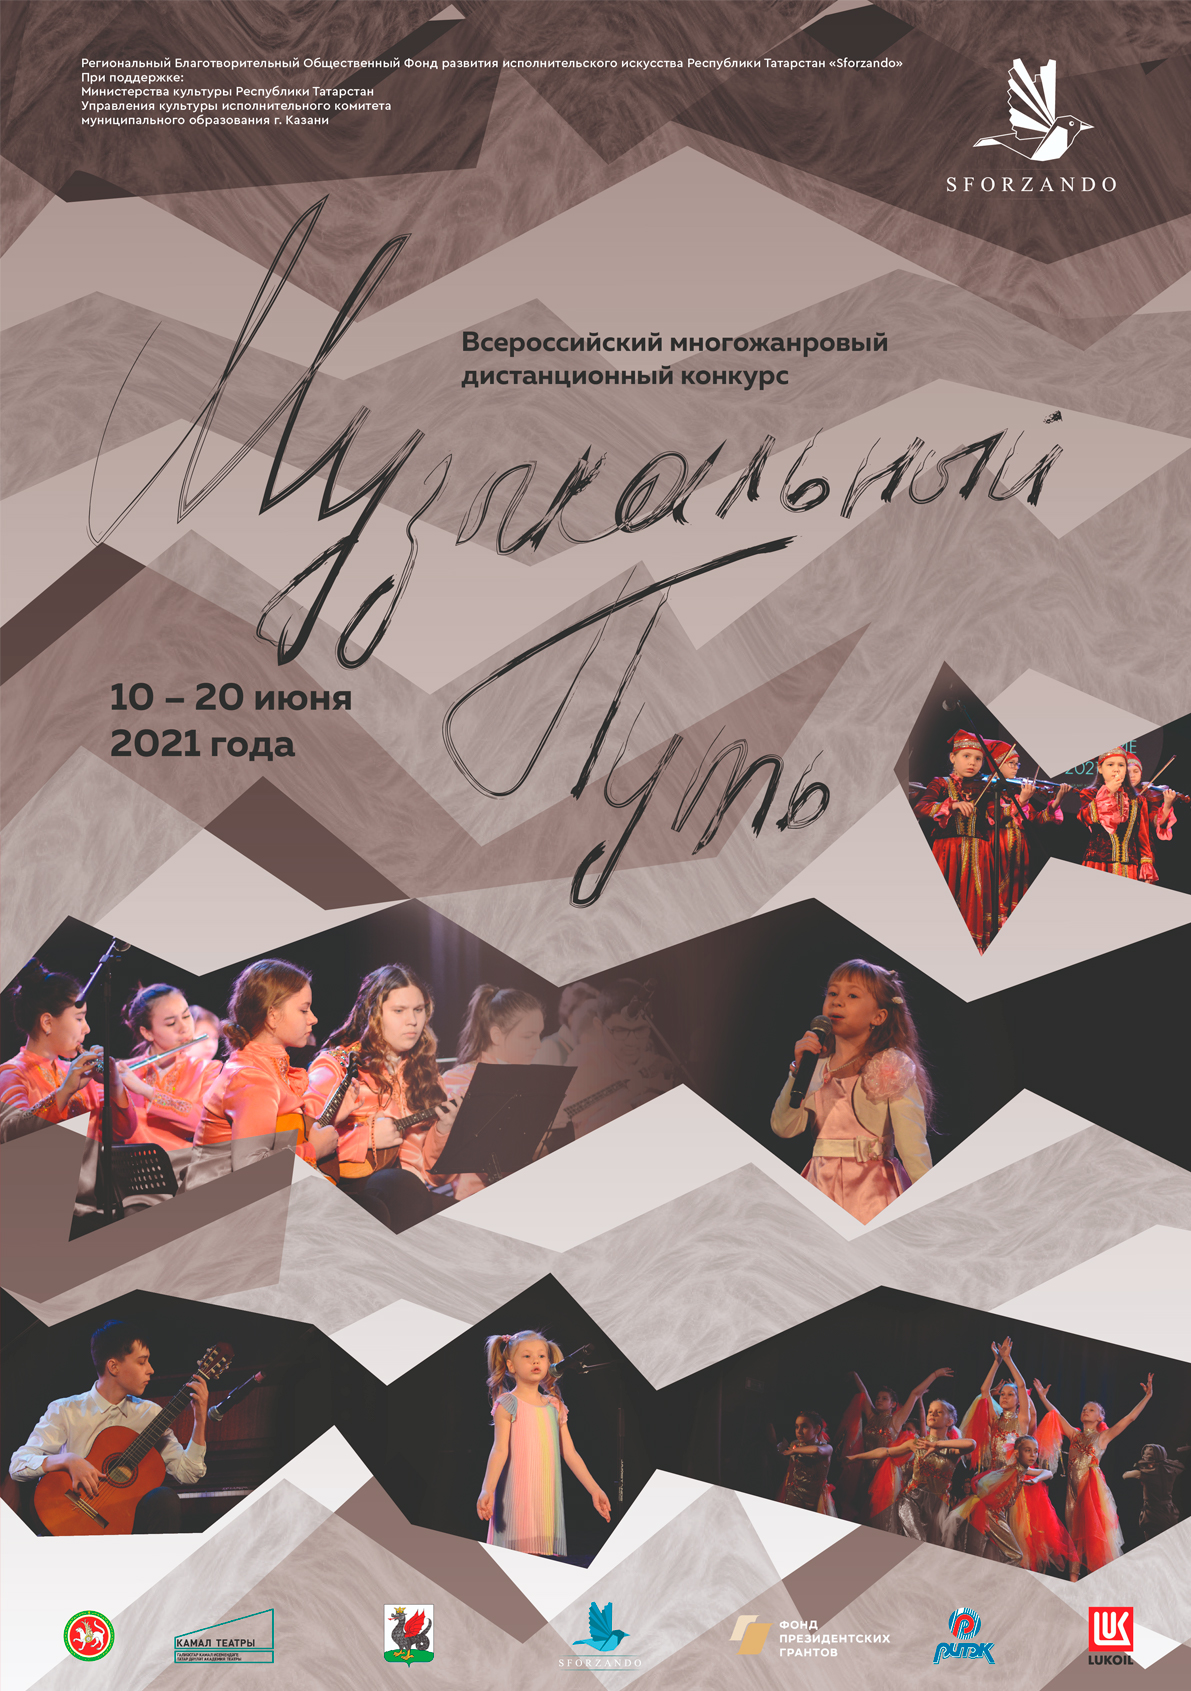 Региональный Благотворительный Общественный Фонд развития исполнительского искусства Республики Татарстан «Sforzando»
При поддержке:
Министерства культуры Республики Татарстан
Управления культуры исполнительного комитета
муниципального образования г. Казани
SFORZANDO
Всероссийский многожанровый
дистанционный конкурс
Музыкальный
Путь
10 – 20 июня
2021 года
КАМАЛ ТЕАТРЫ
SFORZANDO
ФОНД
ПРЕЗИДЕНТСКИХ
ГРАНТОВ
РИТЭК
LUK
LUKOIL